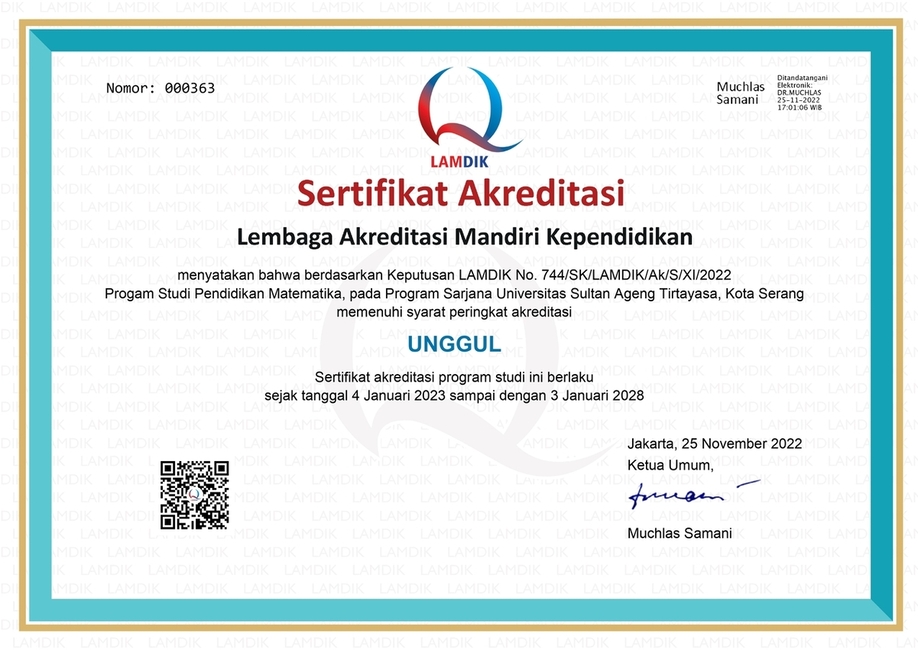 Nomor: 000363
Muchlas
Samani
Ditandatangani
Elektronik:
DR.MUCHLAS
25-11-2022
17:01:06 WIB
LAMDIK
Sertifikat Akreditasi
Lembaga Akreditasi Mandiri Kependidikan
menyatakan bahwa berdasarkan Keputusan LAMDIK No. 744/SK/LAMDIK/Ak/S/XI/2022
Progam Studi Pendidikan Matematika, pada Program Sarjana Universitas Sultan Ageng Tirtayasa, Kota Serang
memenuhi syarat peringkat akreditasi
UNGGUL
Sertifikat akreditasi program studi ini berlaku
sejak tanggal 4 Januari 2023 sampai dengan 3 Januari 2028
Jakarta, 25 November 2022
Ketua Umum,
Muchlas Samani